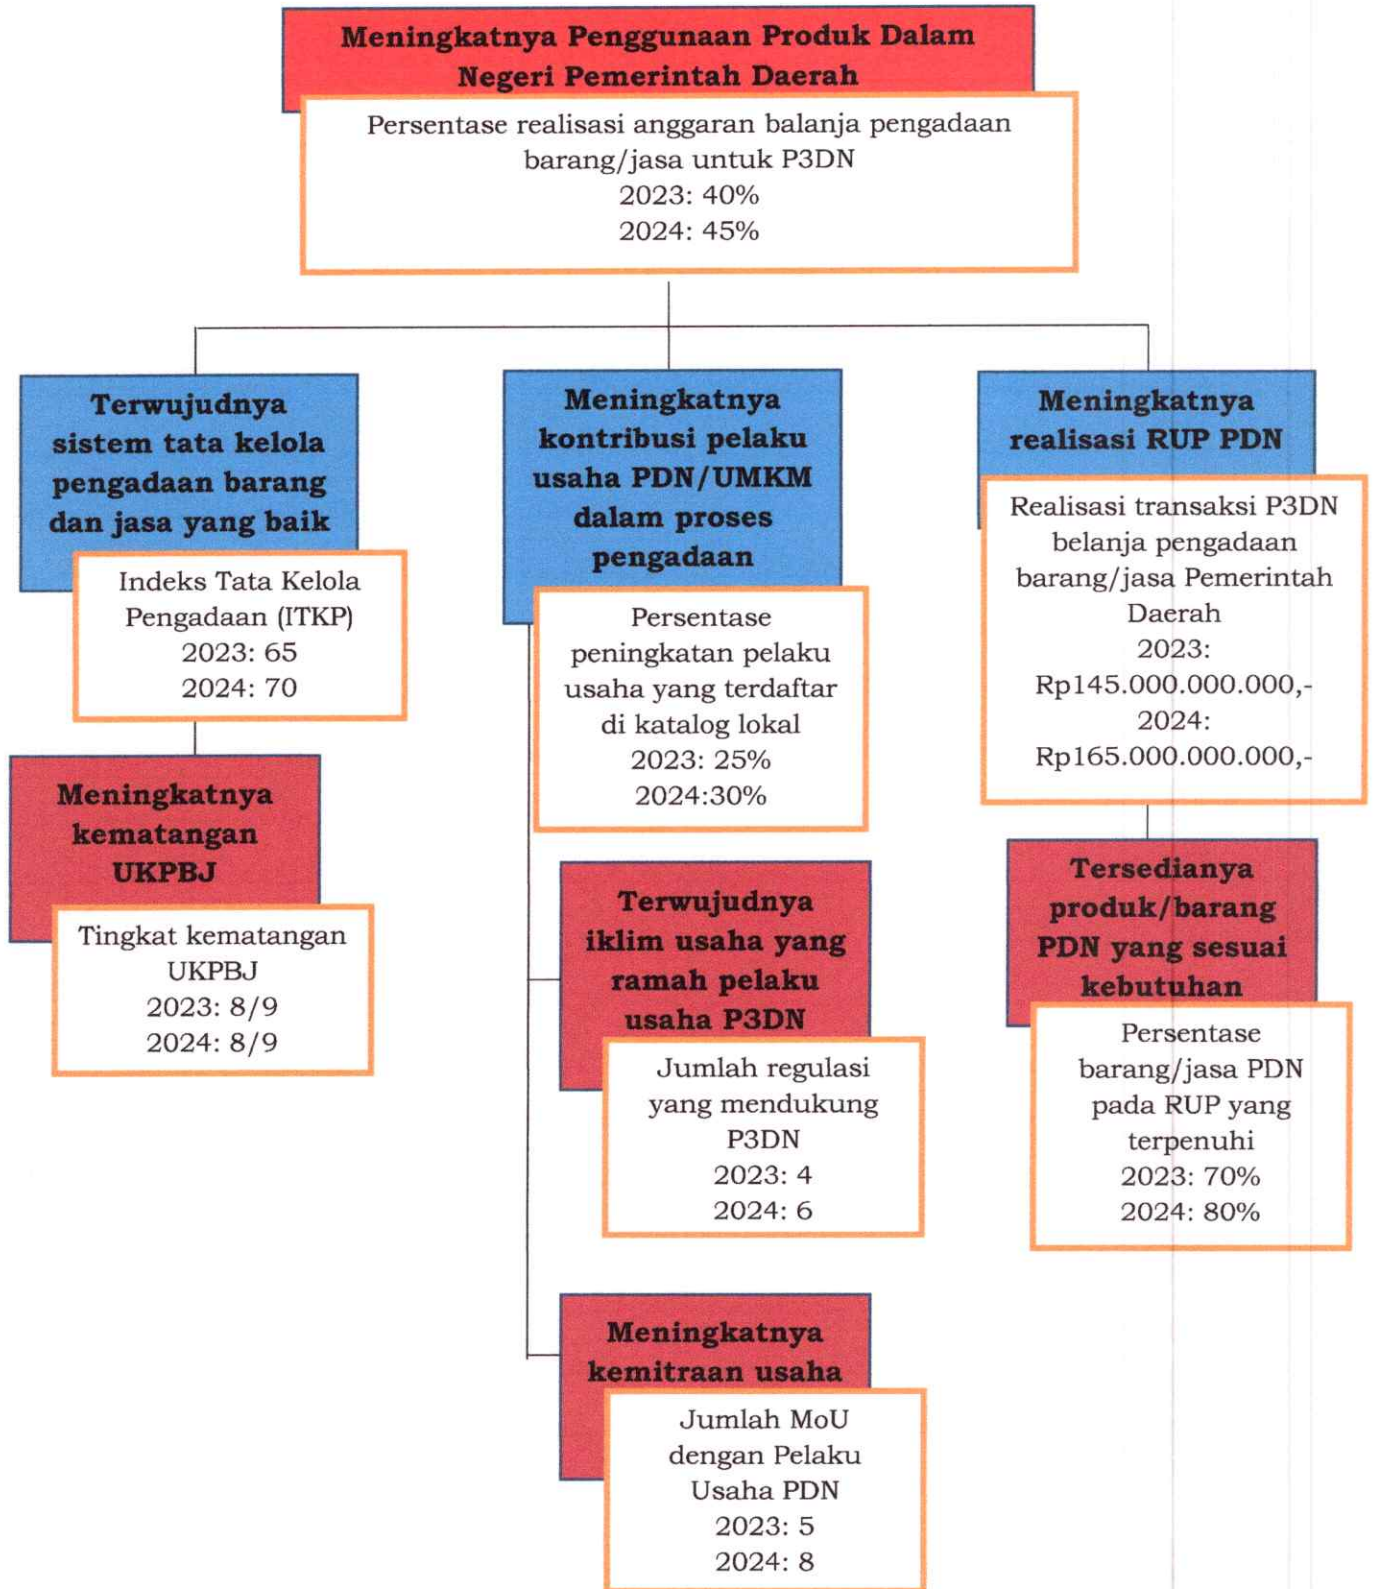 Meningkatnya Penggunaan Produk Dalam
Negeri Pemerintah Daerah
Persentase realisasi anggaran balanja pengadaan
barang/jasa untuk P3DN
2023: 40%
2024: 45%
Terwujudnya
sistem tata kelola
pengadaan barang
dan jasa yang baik
Indeks Tata Kelola
Pengadaan (ITKP)
2023: 65
2024: 70
Meningkatnya
kematangan
UKPBJ
Tingkat kematangan
UKPBJ
2023: 8/9
2024: 8/9
Meningkatnya
kontribusi pelaku
usaha PDN/UMKM
dalam proses
pengadaan
Persentase
peningkatan pelaku
usaha yang terdaftar
di katalog lokal
2023: 25%
2024:30%
Terwujudnya
iklim usaha yang
ramah pelaku
usaha P3DN
Jumlah regulasi
yang mendukung
P3DN
2023: 4
2024: 6
Meningkatnya
kemitraan usaha
Jumlah MoU
dengan Pelaku
Usaha PDN
2023: 5
2024: 8
Meningkatnya
realisasi RUP PDN
Realisasi transaksi P3DN
belanja pengadaan
barang/jasa Pemerintah
Daerah
2023:
Rp145.000.000.000,-
2024:
Rp165.000.000.000,-
Tersedianya
produk/barang
PDN yang sesuai
kebutuhan
Persentase
barang/jasa PDN
pada RUP yang
terpenuhi
2023: 70%
2024: 80%